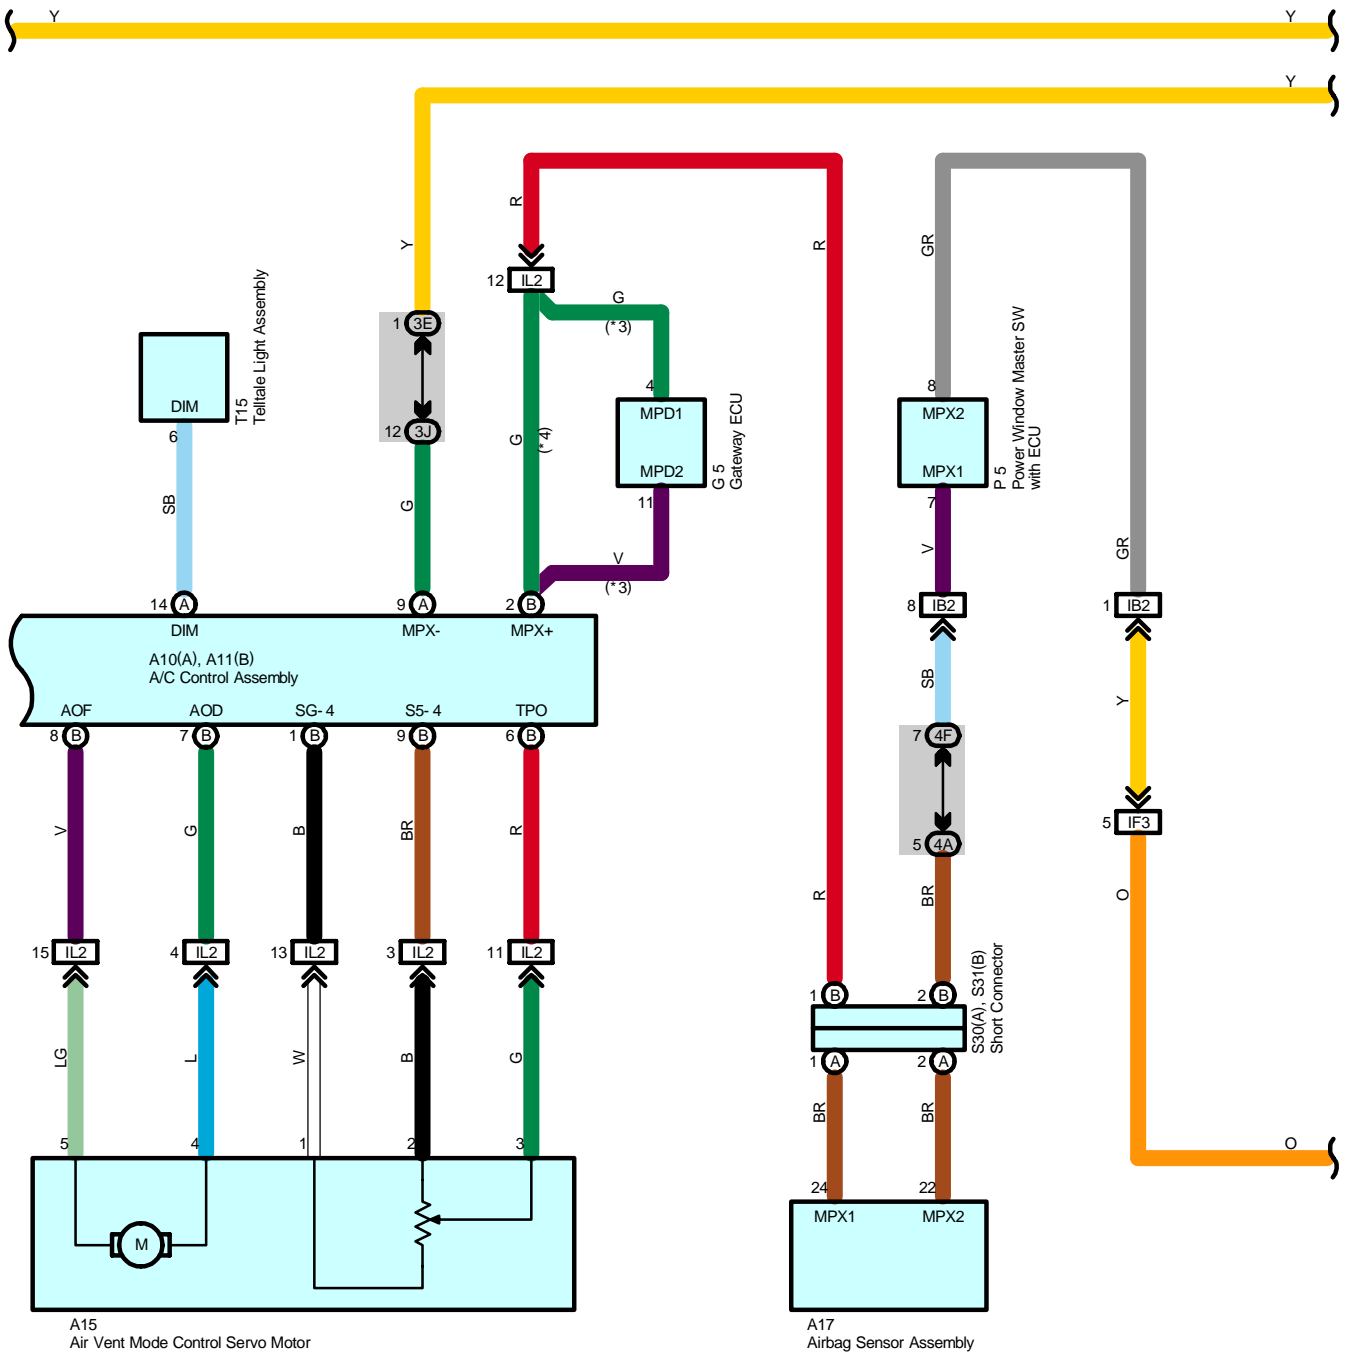 Y
Y
Y
R
R
GR
Y
12 IL2
G
(*3)
1 3E
T15
Telltale Light Assembly
DIM
6
12 3J
4
MPD1
MPD2
11
G 5
Gateway ECU
G
(*4)
8
MPX2
MPX1
7
P 5
Power Window Master SW
with ECU
SB
G
V
(*3)
V
GR
14 A
9 A
2 B
8 IB2
1 IB2
DIM
MPX-
MPX+
A10(A), A11(B)
A/C Control Assembly
SB
Y
AOF
AOD
SG-4
S5-4
TPO
8 B
7 B
1 B
9 B
6 B
7 4F
V
G
B
BR
R
5 4A
5 IF3
R
BR
O
15 IL2
4 IL2
13 IL2
3 IL2
11 IL2
1 B
2 B
S30(A), S31(B)
Short Connector
LG
L
W
B
G
1 A
2 A
BR
BR
5
4
1
2
3
O
24
22
MPX1
MPX2
M
A15
Air Vent Mode Control Servo Motor
A17
Airbag Sensor Assembly